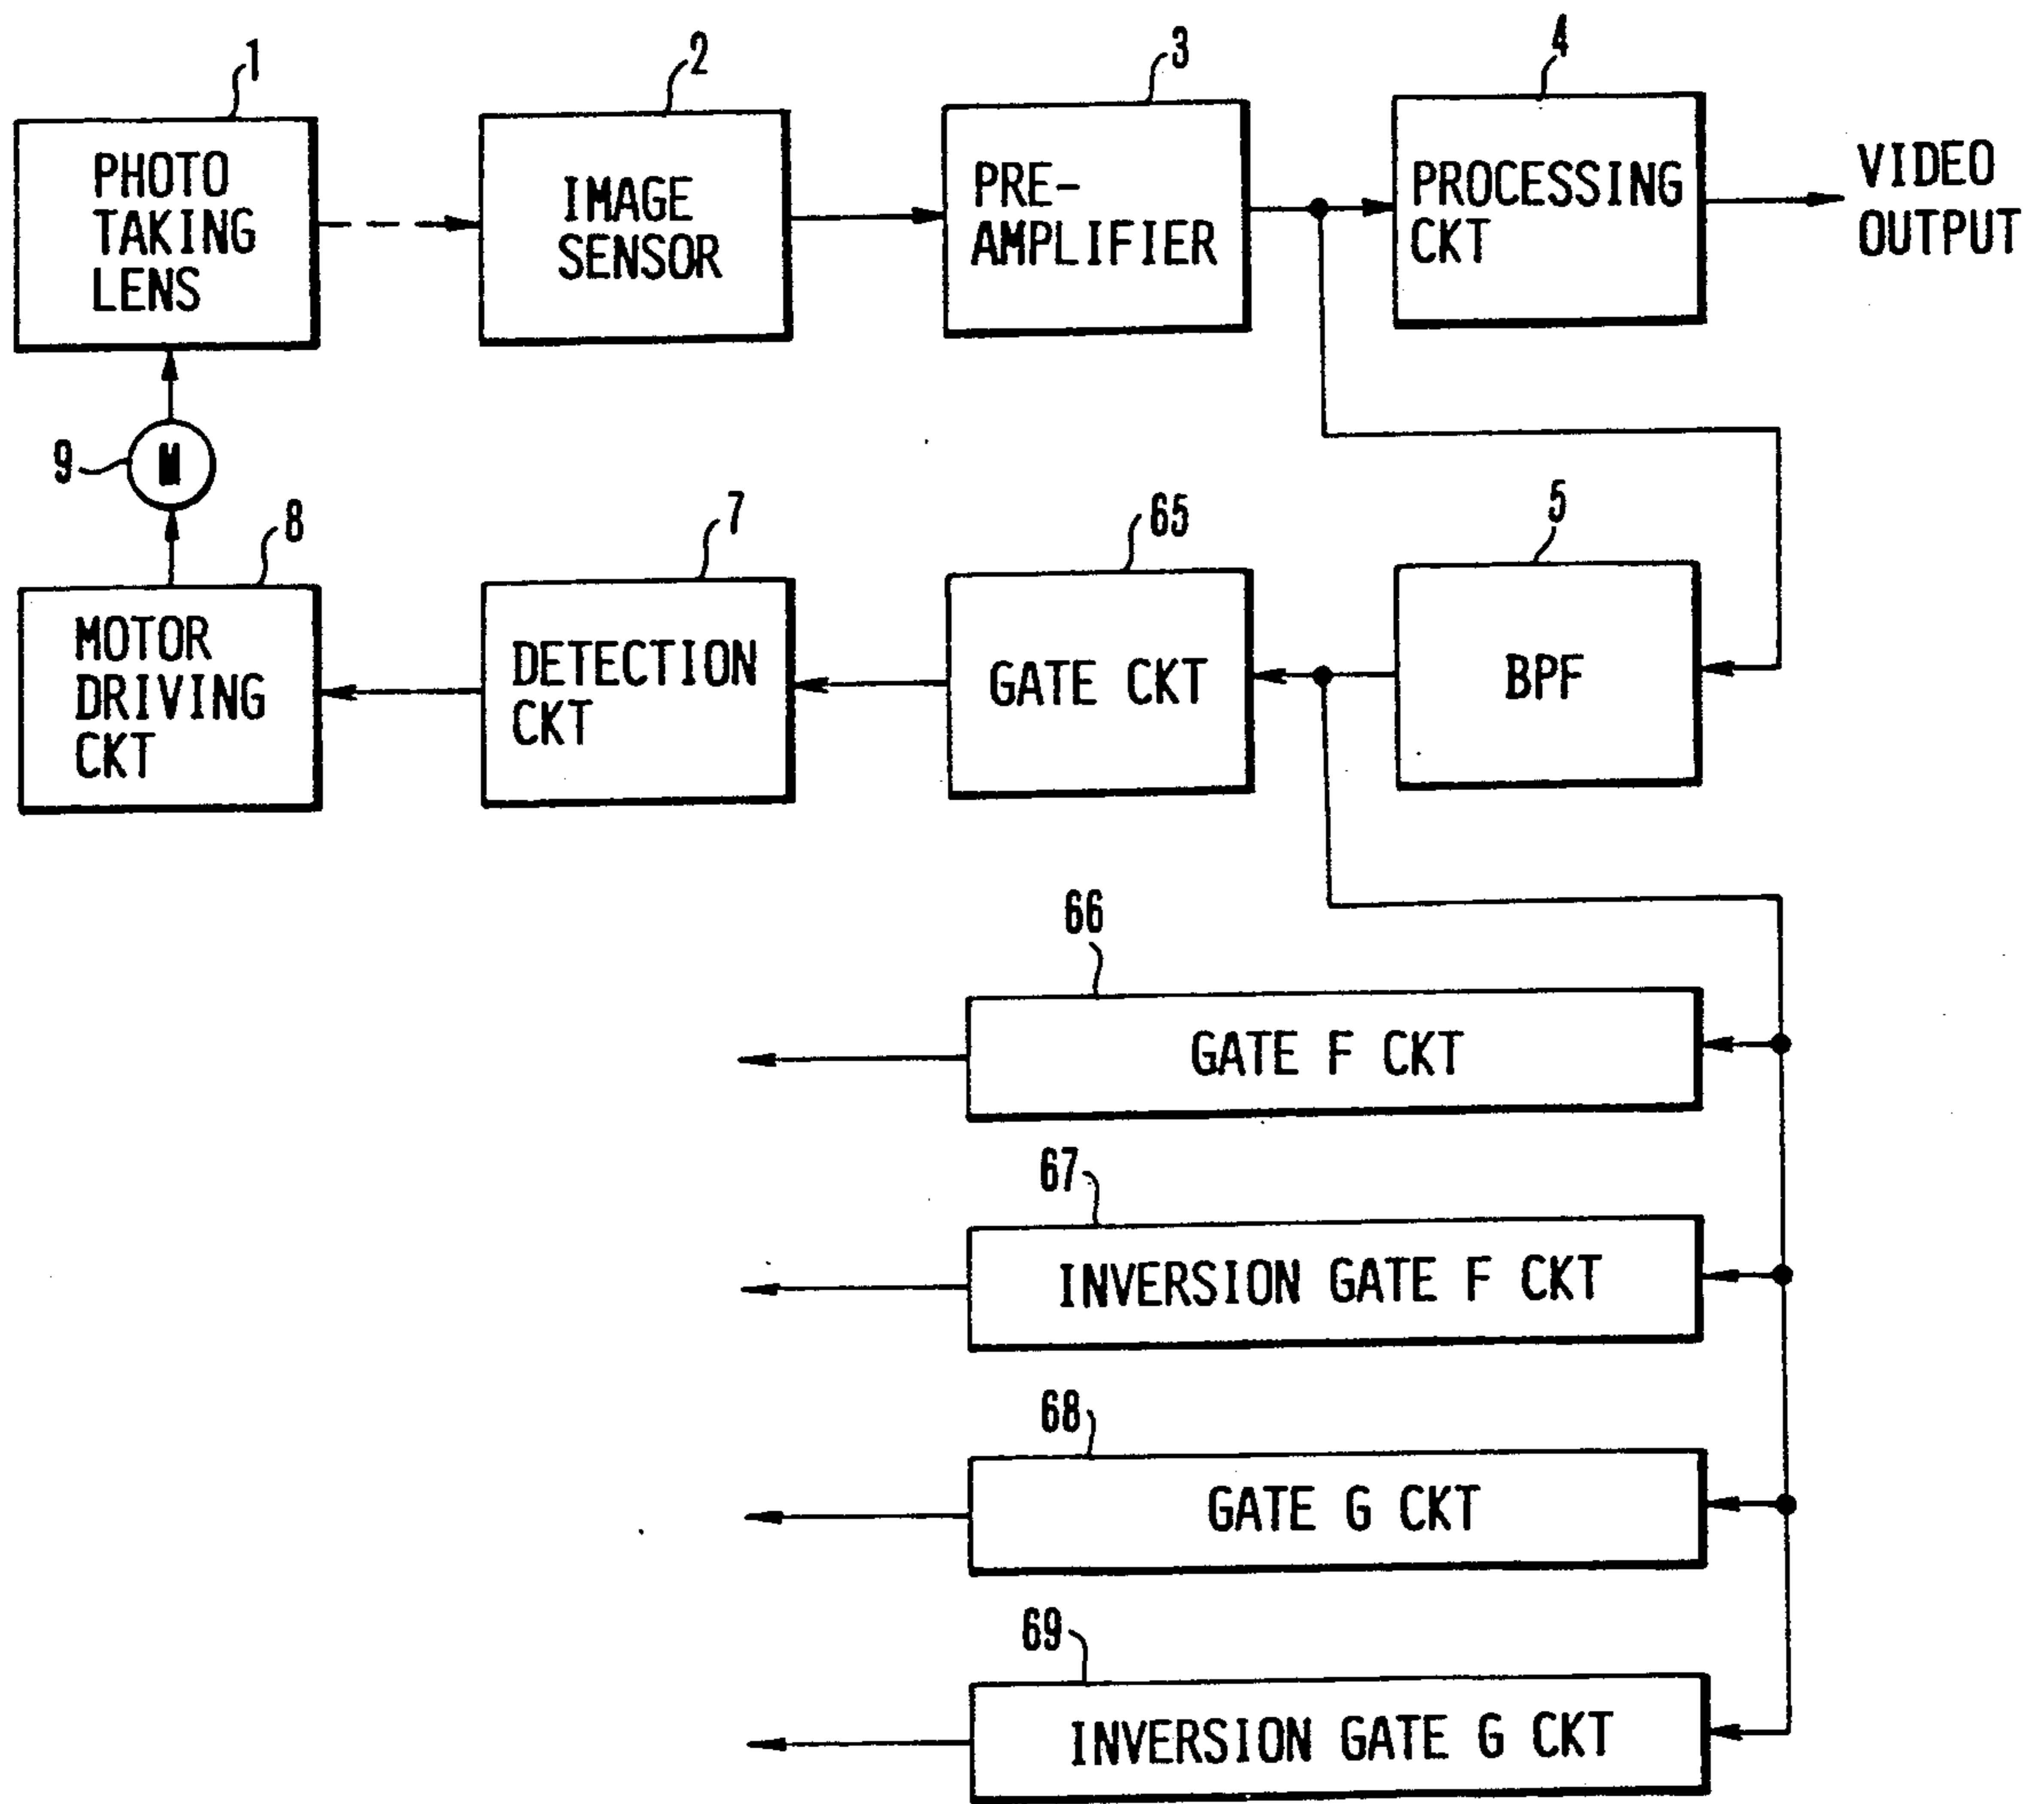 1
2
3
4
PHOTO
TAKING
LENS
IMAGE
SENSOR
PRE-
AMPLIFIER
PROCESSING
CKT
VIDEO
OUTPUT
9
M
8
7
65
5
MOTOR
DRIVING
CKT
DETECTION
CKT
GATE CKT
BPF
66
GATE F CKT
67
INVERSION GATE F CKT
68
GATE G CKT
69
INVERSION GATE G CKT